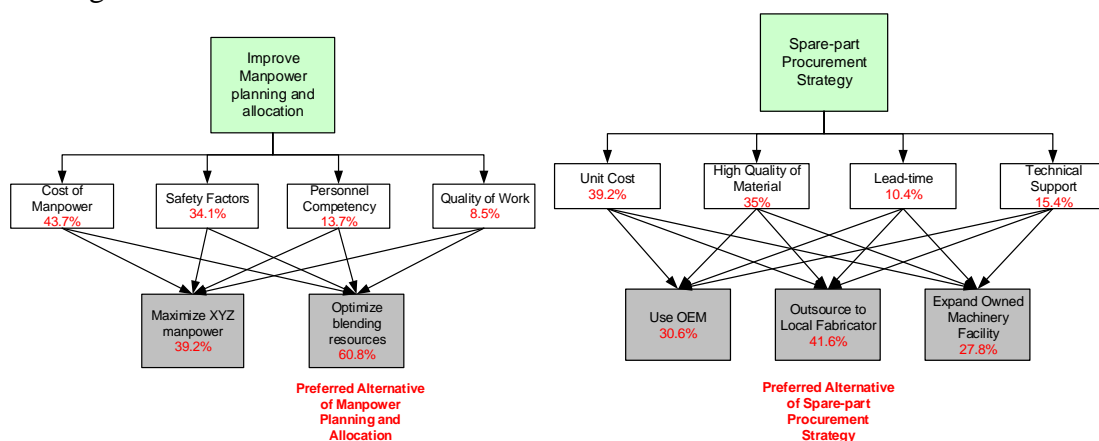 Improve
Manpower
planning and
allocation
Cost of
Manpower
43.7%
Safety Factors
34.1%
Personnel
Competency
13.7%
Quality of Work
8.5%
Maximize XYZ
manpower
39.2%
Optimize
blending
resources
60.8%
Preferred Alternative
of Manpower
Planning and
Allocation
Spare-part
Procurement
Strategy
Unit Cost
39.2%
High Quality of
Material
35%
Lead-time
10.4%
Technical
Support
15.4%
Use OEM
30.6%
Outsource to
Local Fabricator
41.6%
Expand Owned
Machinery
Facility
27.8%
Preferred Alternative
of Spare-part
Procurement
Strategy